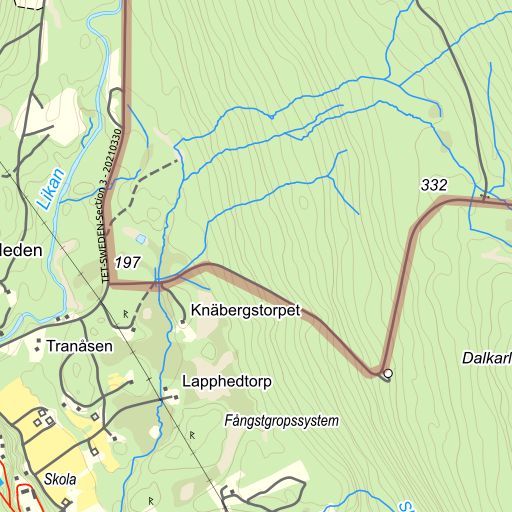 TET-SWEDEN-Section 3 - 20210330
Likan
332
leden
197
Knäbergstorpet
Tranåsen
Dalkarl
Lapphedtorp
Fångstgropssystem
Skola
R
R
R
R
S